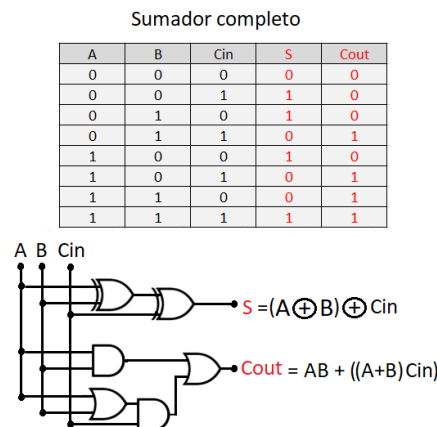 Sumador completo
A B Cin S Cout
0 0 0 0 0
0 0 1 1 0
0 1 0 1 0
0 1 1 0 1
1 0 0 1 0
1 0 1 0 1
1 1 0 0 1
1 1 1 1 1
A B Cin
S =(A⊕B)⊕Cin
Cout = AB + ((A+B)Cin)